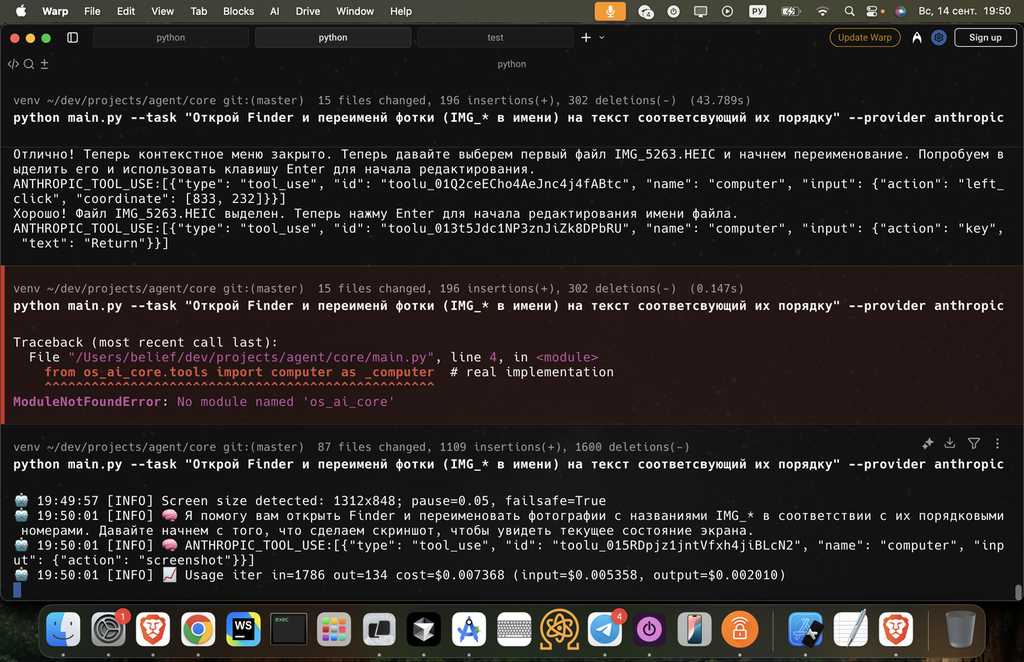 Warp File Edit View Tab Blocks AI Drive Window Help РУ Вс, 14 сент. 19:50
python python test Update Warp Sign up
python
venv ~/dev/projects/agent/core git:(master) 15 files changed, 196 insertions(+), 302 deletions(-) (43.789s)
python main.py --task "Открой Finder и переименй фотки (IMG_* в имени) на текст соответсвующий их порядку" --provider anthropic
Отлично! Теперь контекстное меню закрыто. Теперь давайте выберем первый файл IMG_5263.HEIC и начнем переименование. Попробуем в
ыделить его и использовать клавишу Enter для начала редактирования.
ANTHROPIC_TOOL_USE:[{"type": "tool_use", "id": "toolu_01Q2ceECho4AeJnc4j4fABtc", "name": "computer", "input": {"action": "left_
click", "coordinate": [833, 232]}}]
Хорошо! Файл IMG_5263.HEIC выделен. Теперь нажму Enter для начала редактирования имени файла.
ANTHROPIC_TOOL_USE:[{"type": "tool_use", "id": "toolu_013t5Jdc1NP3znJiZk8DPbRU", "name": "computer", "input": {"action": "key",
"text": "Return"}}]
venv ~/dev/projects/agent/core git:(master) 15 files changed, 196 insertions(+), 302 deletions(-) (0.147s)
python main.py --task "Открой Finder и переименй фотки (IMG_* в имени) на текст соответсвующий их порядку" --provider anthropic
Traceback (most recent call last):
File "/Users/belief/dev/projects/agent/core/main.py", line 4, in <module>
from os_ai_core.tools import computer as _computer # real implementation
^^^^^^^^^^^^^^^^^^^^^^^^^^^^^^^^^^^^^^^^^^^^^^^^^^
ModuleNotFoundError: No module named 'os_ai_core'
venv ~/dev/projects/agent/core git:(master) 87 files changed, 1109 insertions(+), 1600 deletions(-)
python main.py --task "Открой Finder и переименй фотки (IMG_* в имени) на текст соответсвующий их порядку" --provider anthropic
🤖 19:49:57 [INFO] Screen size detected: 1312x848; pause=0.05, failsafe=True
🤖 19:50:01 [INFO] 🧠 Я помогу вам открыть Finder и переименовать фотографии с названиями IMG_* в соответствии с их порядковыми
номерами. Давайте начнем с того, что сделаем скриншот, чтобы увидеть текущее состояние экрана.
🤖 19:50:01 [INFO] 🧠 ANTHROPIC_TOOL_USE:[{"type": "tool_use", "id": "toolu_015RDpjz1jntVfxh4jiBLcN2", "name": "computer", "inp
ut": {"action": "screenshot"}}]
🤖 19:50:01 [INFO] 📈 Usage iter in=1786 out=134 cost=$0.007368 (input=$0.005358, output=$0.002010)
1 WS exec 4